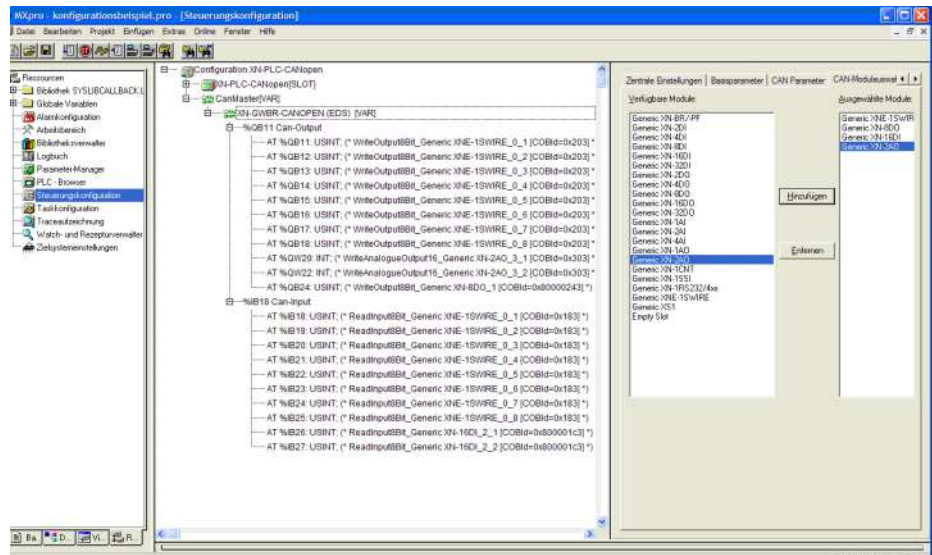 MXpro - konfigurationsbeispiel.pro - [Steuerungskonfiguration]
Datei Bearbeiten Projekt Einfügen Extras Online Fenster Hilfe
Ressourcen
Bibliothek SYSLIBCALLBACK.L
Globale Variablen
Alarmkonfiguration
Arbeitsbereich
Bibliotheksverwalter
Logbuch
Parameter-Manager
PLC - Browser
Steuerungskonfiguration
Taskkonfiguration
Traceaufzeichnung
Watch- und Rezepturverwalter
Zielsystemeinstellungen
Ba
D...
Vi...
R...
Configuration XN-PLC-CANopen
XN-PLC-CANopen[SLOT]
CanMaster[VAR]
XN-GWBR-CANOPEN (EDS) [VAR]
%QB11 Can-Output
AT %QB11: USINT; (* WriteOutput8Bit_Generic XNE-1SWIRE_0_1 [COBId=0x203] *
AT %QB12: USINT; (* WriteOutput8Bit_Generic XNE-1SWIRE_0_2 [COBId=0x203] *
AT %QB13: USINT; (* WriteOutput8Bit_Generic XNE-1SWIRE_0_3 [COBId=0x203] *
AT %QB14: USINT; (* WriteOutput8Bit_Generic XNE-1SWIRE_0_4 [COBId=0x203] *
AT %QB15: USINT; (* WriteOutput8Bit_Generic XNE-1SWIRE_0_5 [COBId=0x203] *
AT %QB16: USINT; (* WriteOutput8Bit_Generic XNE-1SWIRE_0_6 [COBId=0x203] *
AT %QB17: USINT; (* WriteOutput8Bit_Generic XNE-1SWIRE_0_7 [COBId=0x203] *
AT %QB18: USINT; (* WriteOutput8Bit_Generic XNE-1SWIRE_0_8 [COBId=0x203] *
AT %QW20: INT; (* WriteAnalogueOutput16_Generic XN-2AO_3_1 [COBId=0x303] *
AT %QW22: INT; (* WriteAnalogueOutput16_Generic XN-2AO_3_2 [COBId=0x303] *
AT %QB24: USINT; (* WriteOutput8Bit_Generic XN-8DO_1 [COBId=0x80000243] *)
%IB18 Can-Input
AT %IB18: USINT; (* ReadInput8Bit_Generic XNE-1SWIRE_0_1 [COBId=0x183] *)
AT %IB19: USINT; (* ReadInput8Bit_Generic XNE-1SWIRE_0_2 [COBId=0x183] *)
AT %IB20: USINT; (* ReadInput8Bit_Generic XNE-1SWIRE_0_3 [COBId=0x183] *)
AT %IB21: USINT; (* ReadInput8Bit_Generic XNE-1SWIRE_0_4 [COBId=0x183] *)
AT %IB22: USINT; (* ReadInput8Bit_Generic XNE-1SWIRE_0_5 [COBId=0x183] *)
AT %IB23: USINT; (* ReadInput8Bit_Generic XNE-1SWIRE_0_6 [COBId=0x183] *)
AT %IB24: USINT; (* ReadInput8Bit_Generic XNE-1SWIRE_0_7 [COBId=0x183] *)
AT %IB25: USINT; (* ReadInput8Bit_Generic XNE-1SWIRE_0_8 [COBId=0x183] *)
AT %IB26: USINT; (* ReadInput8Bit_Generic XN-16DI_2_1 [COBId=0x800001c3] *)
AT %IB27: USINT; (* ReadInput8Bit_Generic XN-16DI_2_2 [COBId=0x800001c3] *)
Zentrale Einstellungen Basisparameter CAN Parameter CAN-Modulauswahl
Verfügbare Module:
Generic XN-BR/-PF
Generic XN-2DI
Generic XN-4DI
Generic XN-8DI
Generic XN-16DI
Generic XN-32DI
Generic XN-2DO
Generic XN-4DO
Generic XN-8DO
Generic XN-16DO
Generic XN-32DO
Generic XN-1AI
Generic XN-2AI
Generic XN-4AI
Generic XN-1AO
Generic XN-2AO
Generic XN-1CNT
Generic XN-1SSI
Generic XN-1RS232/4xx
Generic XNE-1SWIRE
Generic XS1
Empty Slot
Hinzufügen
Entfernen
Ausgewählte Module:
Generic XNE-1SWIR
Generic XN-8DO
Generic XN-16DI
Generic XN-2AO